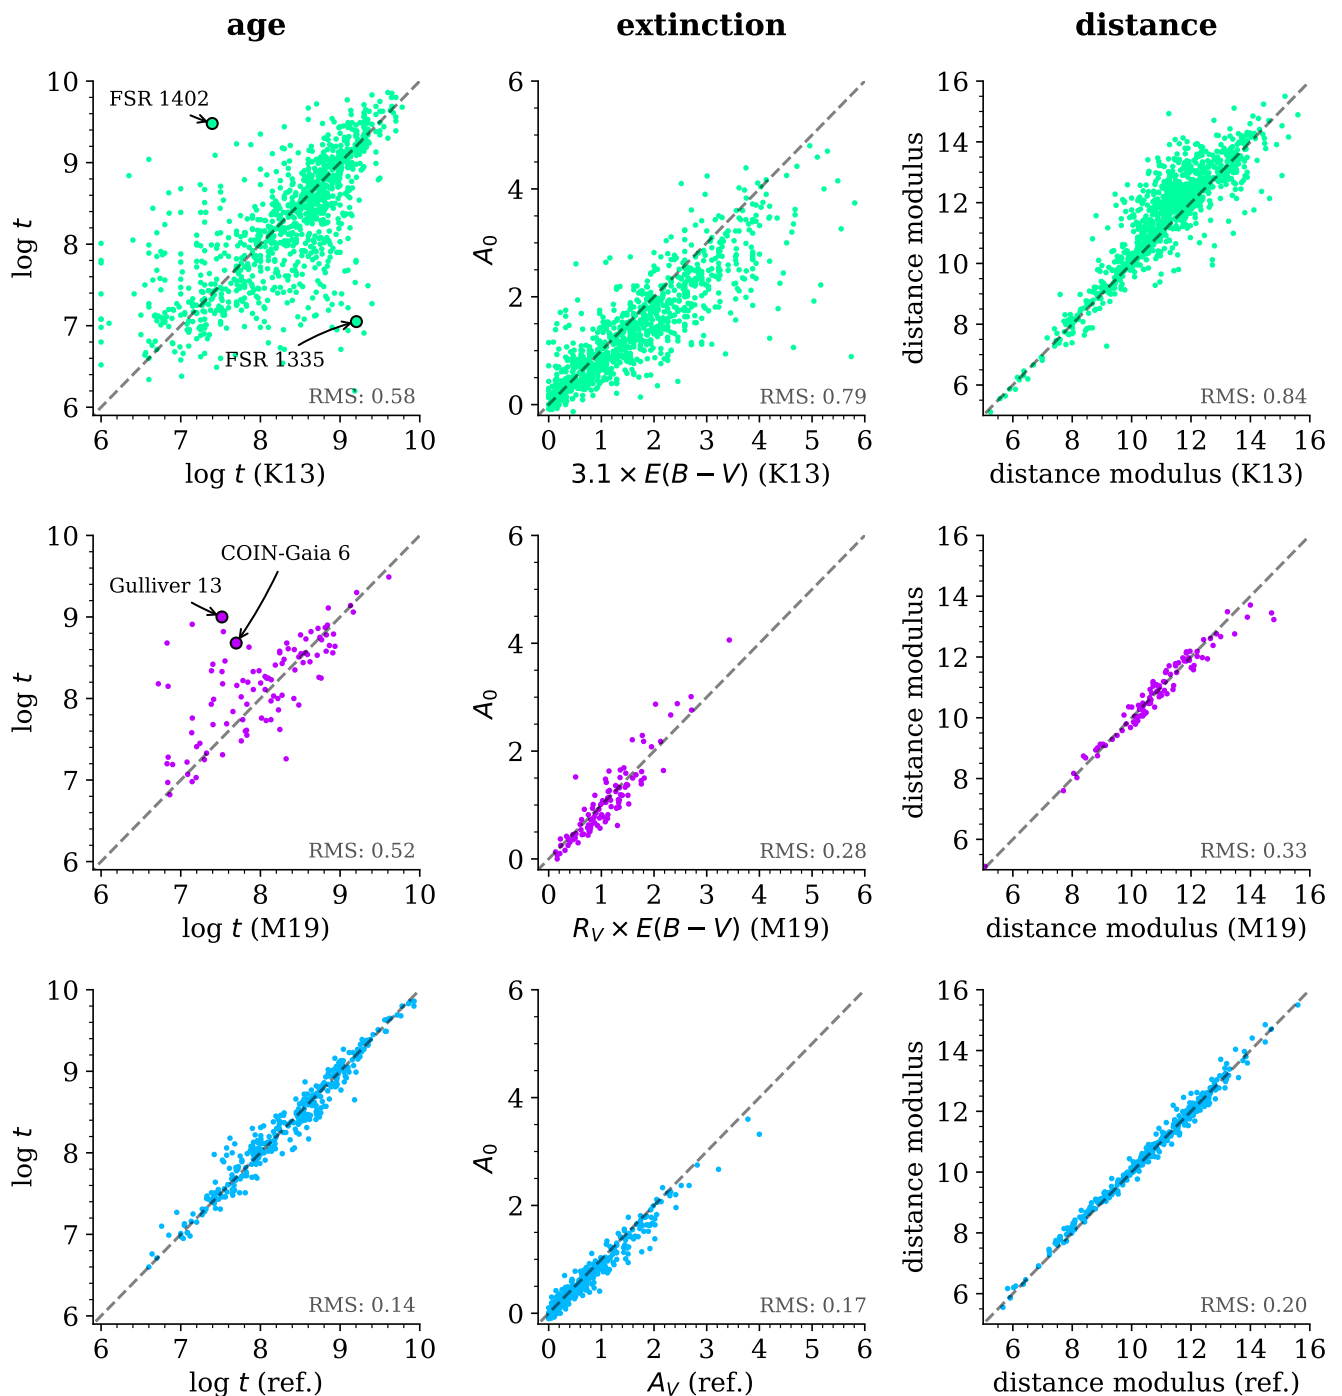 age
extinction
distance
10
9
8
7
6
log t
FSR 1402
FSR 1335
RMS: 0.58
6 7 8 9 10
log t (K13)
6
4
2
0
A0
RMS: 0.79
0 1 2 3 4 5 6
3.1 × E(B − V) (K13)
16
14
12
10
8
6
distance modulus
RMS: 0.84
6 8 10 12 14 16
distance modulus (K13)
10
9
8
7
6
log t
COIN-Gaia 6
Gulliver 13
RMS: 0.52
6 7 8 9 10
log t (M19)
6
4
2
0
A0
RMS: 0.28
0 1 2 3 4 5 6
RV × E(B − V) (M19)
16
14
12
10
8
6
distance modulus
RMS: 0.33
6 8 10 12 14 16
distance modulus (M19)
10
9
8
7
6
log t
RMS: 0.14
6 7 8 9 10
log t (ref.)
6
4
2
0
A0
RMS: 0.17
0 1 2 3 4 5 6
AV (ref.)
16
14
12
10
8
6
distance modulus
RMS: 0.20
6 8 10 12 14 16
distance modulus (ref.)